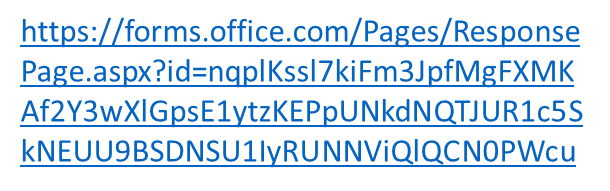 https://forms.office.com/Pages/Response
Page.aspx?id=nqplKssl7kiFm3JpfMgFXMK
Af2Y3wXlGpsE1ytzKEPpUNkdNQTJUR1c5S
kNEUU9BSDNSU1IyRUNNViQlQCN0PWcu